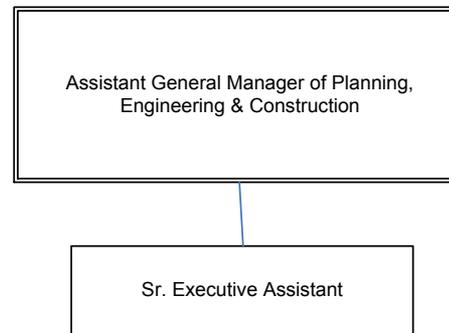 Assistant General Manager of Planning,
Engineering & Construction
Sr. Executive Assistant